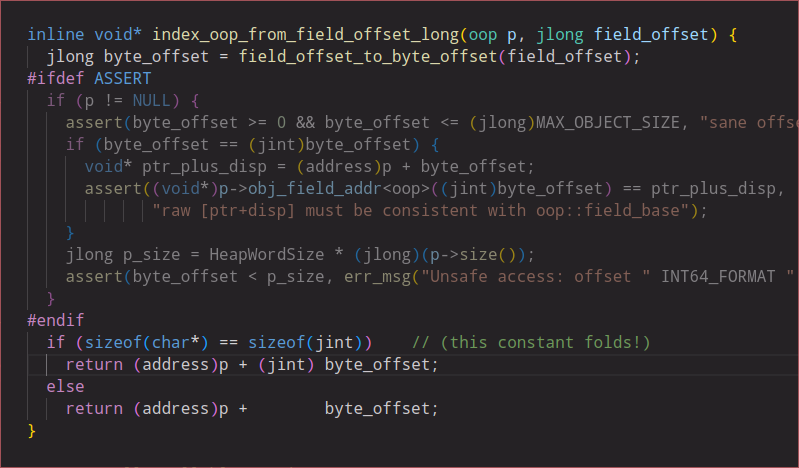 inline void* index_oop_from_field_offset_long(oop p, jlong field_offset) {
  jlong byte_offset = field_offset_to_byte_offset(field_offset);
#ifdef ASSERT
  if (p != NULL) {
    assert(byte_offset >= 0 && byte_offset <= (jlong)MAX_OBJECT_SIZE, "sane offse
    if (byte_offset == (jint)byte_offset) {
      void* ptr_plus_disp = (address)p + byte_offset;
      assert((void*)p->obj_field_addr<oop>((jint)byte_offset) == ptr_plus_disp,
             "raw [ptr+disp] must be consistent with oop::field_base");
    }
    jlong p_size = HeapWordSize * (jlong)(p->size());
    assert(byte_offset < p_size, err_msg("Unsafe access: offset " INT64_FORMAT "
  }
#endif
  if (sizeof(char*) == sizeof(jint))    // (this constant folds!)
    return (address)p + (jint) byte_offset;
  else
    return (address)p +        byte_offset;
}